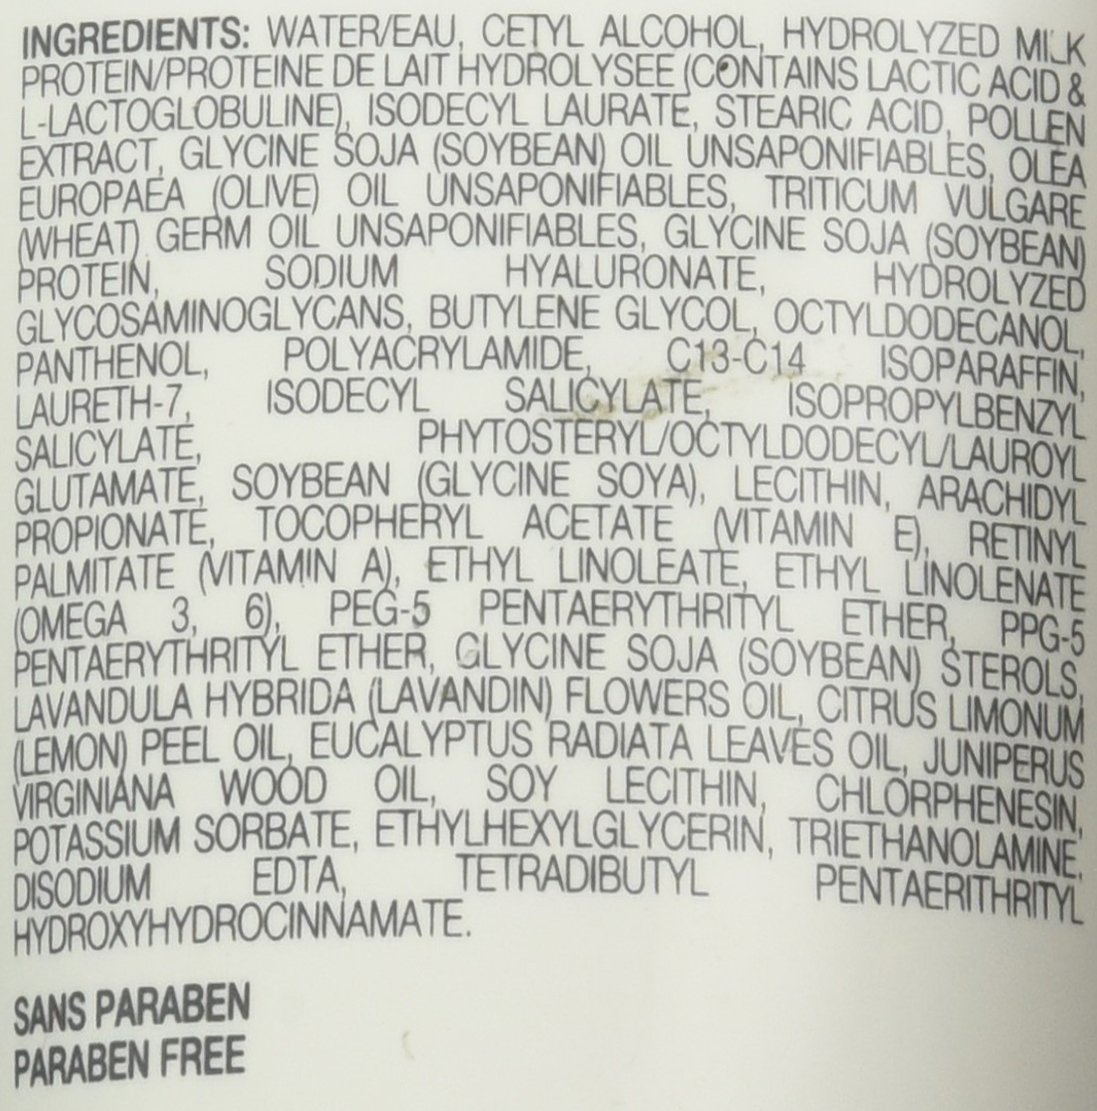 INGREDIENTS: WATER/EAU, CETYL ALCOHOL, HYDROLYZED MILK
PROTEIN/PROTEINE DE LAIT HYDROLYSEE (CONTAINS LACTIC ACID &
L-LACTOGLOBULINE), ISODECYL LAURATE, STEARIC ACID, POLLEN
EXTRACT, GLYCINE SOJA (SOYBEAN) OIL UNSAPONIFIABLES, OLEA
EUROPAEA (OLIVE) OIL UNSAPONIFIABLES, TRITICUM VULGARE
(WHEAT) GERM OIL UNSAPONIFIABLES, GLYCINE SOJA (SOYBEAN)
PROTEIN, SODIUM HYALURONATE, HYDROLYZED
GLYCOSAMINOGLYCANS, BUTYLENE GLYCOL, OCTYLDODECANOL,
PANTHENOL, POLYACRYLAMIDE, C13-C14 ISOPARAFFIN,
LAURETH-7, ISODECYL SALICYLATE, ISOPROPYLBENZYL
SALICYLATE, PHYTOSTERYL/OCTYLDODECYL/LAUROYL
GLUTAMATE, SOYBEAN (GLYCINE SOYA), LECITHIN, ARACHIDYL
PROPIONATE, TOCOPHERYL ACETATE (VITAMIN E), RETINYL
PALMITATE (VITAMIN A), ETHYL LINOLEATE, ETHYL LINOLENATE
(OMEGA 3, 6), PEG-5 PENTAERYTHRITYL ETHER, PPG-5
PENTAERYTHRITYL ETHER, GLYCINE SOJA (SOYBEAN) STEROLS,
LAVANDULA HYBRIDA (LAVANDIN) FLOWERS OIL, CITRUS LIMONUM
(LEMON) PEEL OIL, EUCALYPTUS RADIATA LEAVES OIL, JUNIPERUS
VIRGINIANA WOOD OIL, SOY LECITHIN, CHLORPHENESIN,
POTASSIUM SORBATE, ETHYLHEXYLGLYCERIN, TRIETHANOLAMINE,
DISODIUM EDTA, TETRADIBUTYL PENTAERITHRITYL
HYDROXYHYDROCINNAMATE.
SANS PARABEN
PARABEN FREE